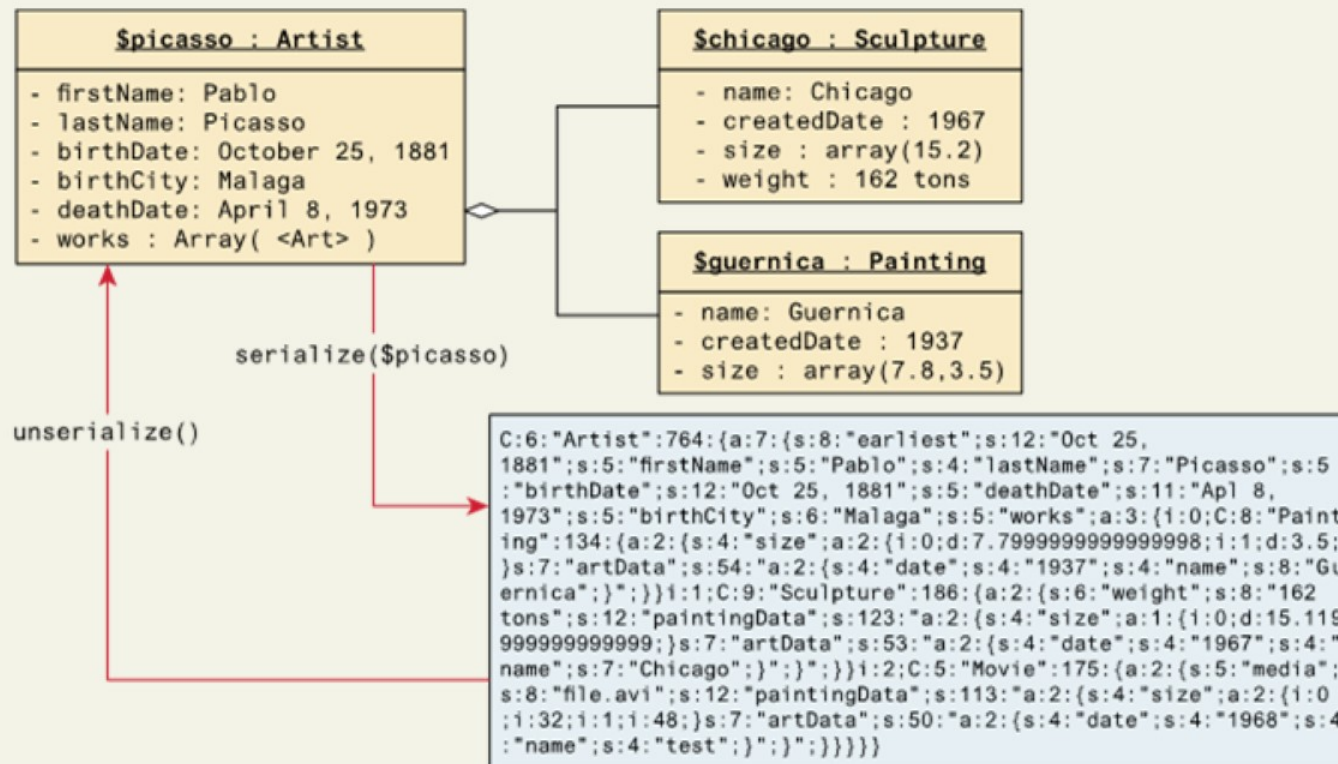 $picasso : Artist
- firstName: Pablo
- lastName: Picasso
- birthDate: October 25, 1881
- birthCity: Malaga
- deathDate: April 8, 1973
- works : Array( <Art> )
$chicago : Sculpture
- name: Chicago
- createdDate : 1967
- size : array(15.2)
- weight : 162 tons
$guernica : Painting
- name: Guernica
- createdDate : 1937
- size : array(7.8,3.5)
serialize($picasso)
unserialize()
C:6:"Artist":764:{a:7:{s:8:"earliest";s:12:"Oct 25,
1881";s:5:"firstName";s:5:"Pablo";s:4:"lastName";s:7:"Picasso";s:5
:"birthDate";s:12:"Oct 25, 1881";s:5:"deathDate";s:11:"Apl 8,
1973";s:5:"birthCity";s:6:"Malaga";s:5:"works";a:3:{i:0;C:8:"Paint
ing":134:{a:2:{s:4:"size";a:2:{i:0;d:7.7999999999999998;i:1;d:3.5;
}s:7:"artData";s:54:"a:2:{s:4:"date";s:4:"1937";s:4:"name";s:8:"Gu
ernica";}";}}i:1;C:9:"Sculpture":186:{a:2:{s:6:"weight";s:8:"162
tons";s:12:"paintingData";s:123:"a:2:{s:4:"size";a:1:{i:0;d:15.119
999999999999;}s:7:"artData";s:53:"a:2:{s:4:"date";s:4:"1967";s:4:"
name";s:7:"Chicago";}";}";}}i:2;C:5:"Movie":175:{a:2:{s:5:"media";
s:8:"file.avi";s:12:"paintingData";s:113:"a:2:{s:4:"size";a:2:{i:0
;i:32;i:1;i:48;}s:7:"artData";s:50:"a:2:{s:4:"date";s:4:"1968";s:4
:"name";s:4:"test";}";}";}}}}}